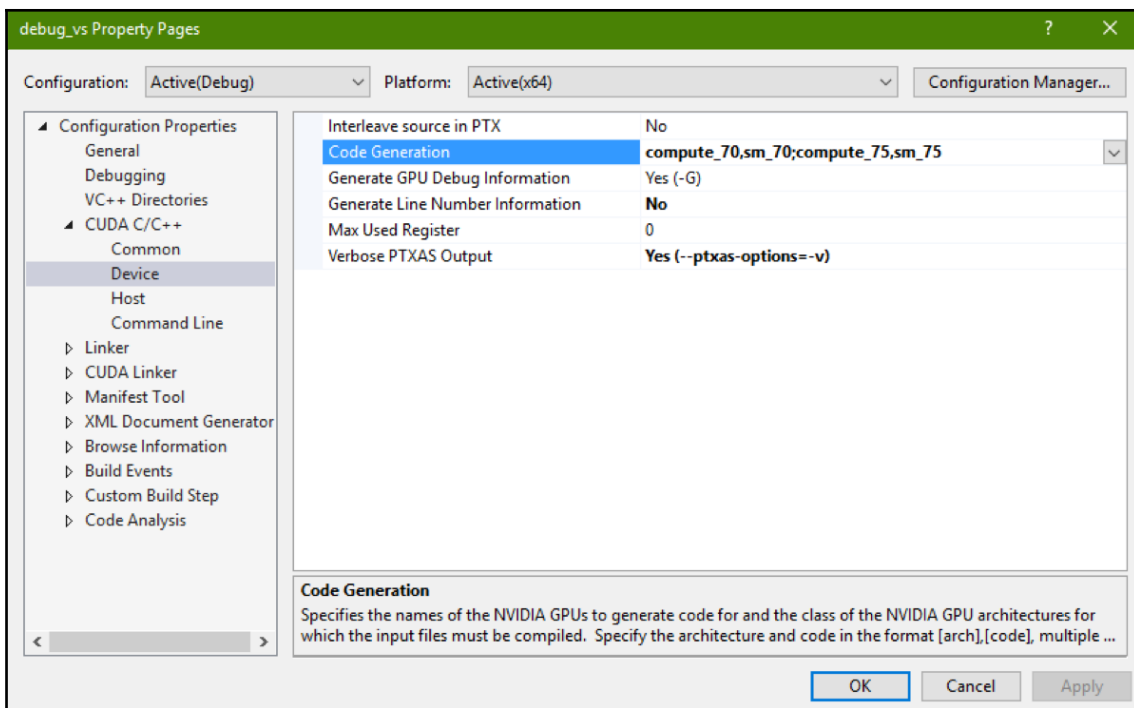 debug_vs Property Pages ? ×
Configuration: Active(Debug) Platform: Active(x64) Configuration Manager...
Configuration Properties
General
Debugging
VC++ Directories
CUDA C/C++
Common
Device
Host
Command Line
Linker
CUDA Linker
Manifest Tool
XML Document Generator
Browse Information
Build Events
Custom Build Step
Code Analysis
Interleave source in PTX No
Code Generation compute_70,sm_70;compute_75,sm_75
Generate GPU Debug Information Yes (-G)
Generate Line Number Information No
Max Used Register 0
Verbose PTXAS Output Yes (--ptxas-options=-v)
Code Generation
Specifies the names of the NVIDIA GPUs to generate code for and the class of the NVIDIA GPU architectures for
which the input files must be compiled. Specify the architecture and code in the format [arch],[code], multiple ...
OK Cancel Apply